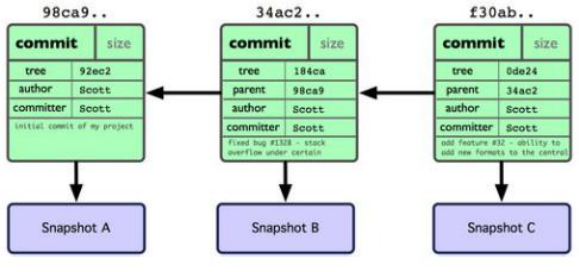 98ca9..
34ac2..
f30ab..
commit size
tree 92ec2
author Scott
committer Scott
initial commit of my project
commit size
tree 184ca
parent 98ca9
author Scott
committer Scott
fixed bug #1328 - stack
overflow under certain
commit size
tree 0de24
parent 34ac2
author Scott
committer Scott
add feature #32 - ability to
add new formats to the central
Snapshot A
Snapshot B
Snapshot C